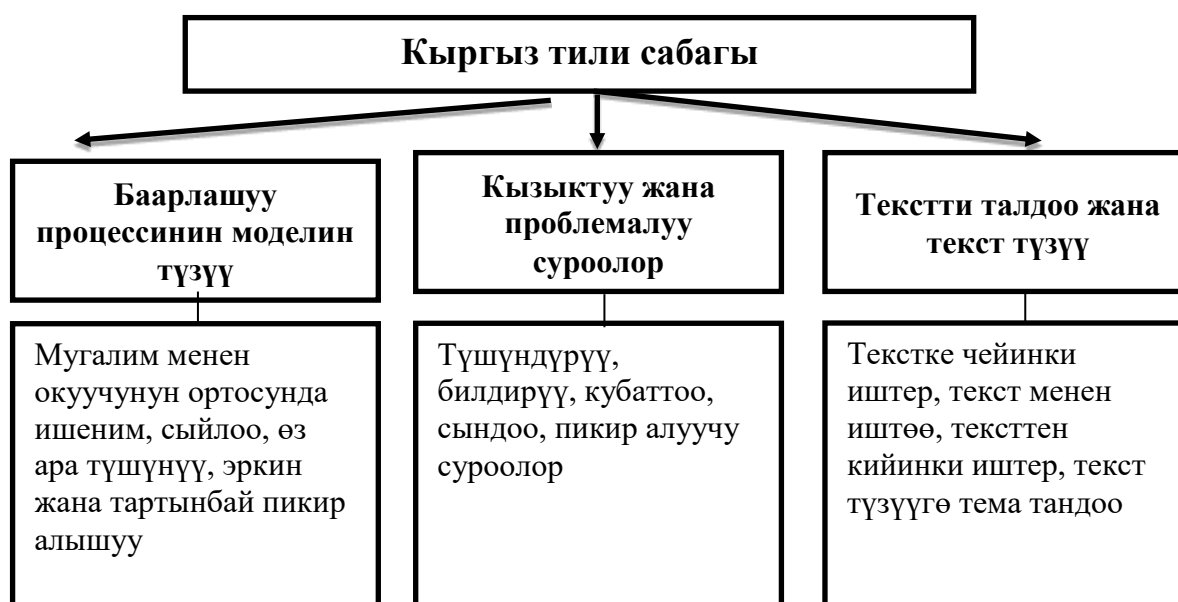 Кыргыз тили сабагы
Баарлашуу
процессинин моделин
түзүү
Кызыктуу жана
проблемалуу
суроолор
Текстти талдоо жана
текст түзүү
Мугалим менен
окуучунун ортосунда
ишеним, сыйлоо, өз
ара түшүнүү, эркин
жана тартынбай пикир
алышуу
Түшүндүрүү,
билдирүү, кубаттоо,
сындоо, пикир алуучу
суроолор
Текстке чейинки
иштер, текст менен
иштөө, тексттен
кийинки иштер, текст
түзүүгө тема тандоо